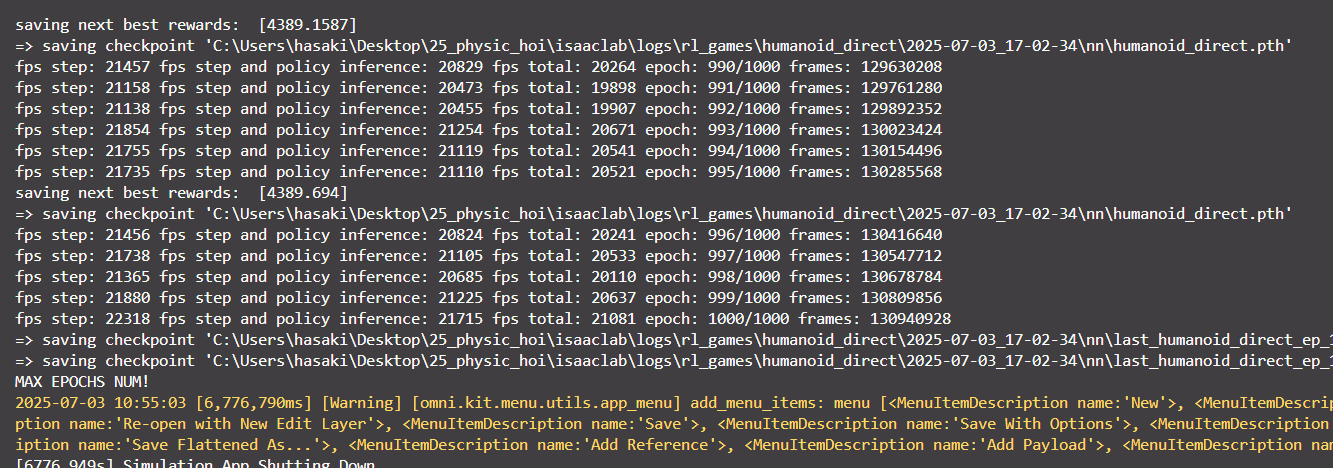 saving next best rewards:  [4389.1587]
=> saving checkpoint 'C:\Users\hasaki\Desktop\25_physic_hoi\isaaclab\logs\rl_games\humanoid_direct\2025-07-03_17-02-34\nn\humanoid_direct.pth'
fps step: 21457 fps step and policy inference: 20829 fps total: 20264 epoch: 990/1000 frames: 129630208
fps step: 21158 fps step and policy inference: 20473 fps total: 19898 epoch: 991/1000 frames: 129761280
fps step: 21138 fps step and policy inference: 20455 fps total: 19907 epoch: 992/1000 frames: 129892352
fps step: 21854 fps step and policy inference: 21254 fps total: 20671 epoch: 993/1000 frames: 130023424
fps step: 21755 fps step and policy inference: 21119 fps total: 20541 epoch: 994/1000 frames: 130154496
fps step: 21735 fps step and policy inference: 21110 fps total: 20521 epoch: 995/1000 frames: 130285568
saving next best rewards:  [4389.694]
=> saving checkpoint 'C:\Users\hasaki\Desktop\25_physic_hoi\isaaclab\logs\rl_games\humanoid_direct\2025-07-03_17-02-34\nn\humanoid_direct.pth'
fps step: 21456 fps step and policy inference: 20824 fps total: 20241 epoch: 996/1000 frames: 130416640
fps step: 21738 fps step and policy inference: 21105 fps total: 20533 epoch: 997/1000 frames: 130547712
fps step: 21365 fps step and policy inference: 20685 fps total: 20110 epoch: 998/1000 frames: 130678784
fps step: 21880 fps step and policy inference: 21225 fps total: 20637 epoch: 999/1000 frames: 130809856
fps step: 22318 fps step and policy inference: 21715 fps total: 21081 epoch: 1000/1000 frames: 130940928
=> saving checkpoint 'C:\Users\hasaki\Desktop\25_physic_hoi\isaaclab\logs\rl_games\humanoid_direct\2025-07-03_17-02-34\nn\last_humanoid_direct_ep_1
=> saving checkpoint 'C:\Users\hasaki\Desktop\25_physic_hoi\isaaclab\logs\rl_games\humanoid_direct\2025-07-03_17-02-34\nn\last_humanoid_direct_ep_1
MAX EPOCHS NUM!
2025-07-03 10:55:03 [6,776,790ms] [Warning] [omni.kit.menu.utils.app_menu] add_menu_items: menu [<MenuItemDescription name:'New'>, <MenuItemDescri
ption name:'Re-open with New Edit Layer'>, <MenuItemDescription name:'Save'>, <MenuItemDescription name:'Save With Options'>, <MenuItemDescription
iption name:'Save Flattened As...'>, <MenuItemDescription name:'Add Reference'>, <MenuItemDescription name:'Add Payload'>, <MenuItemDescription na
[6776.949s] Simulation App Shutting Down